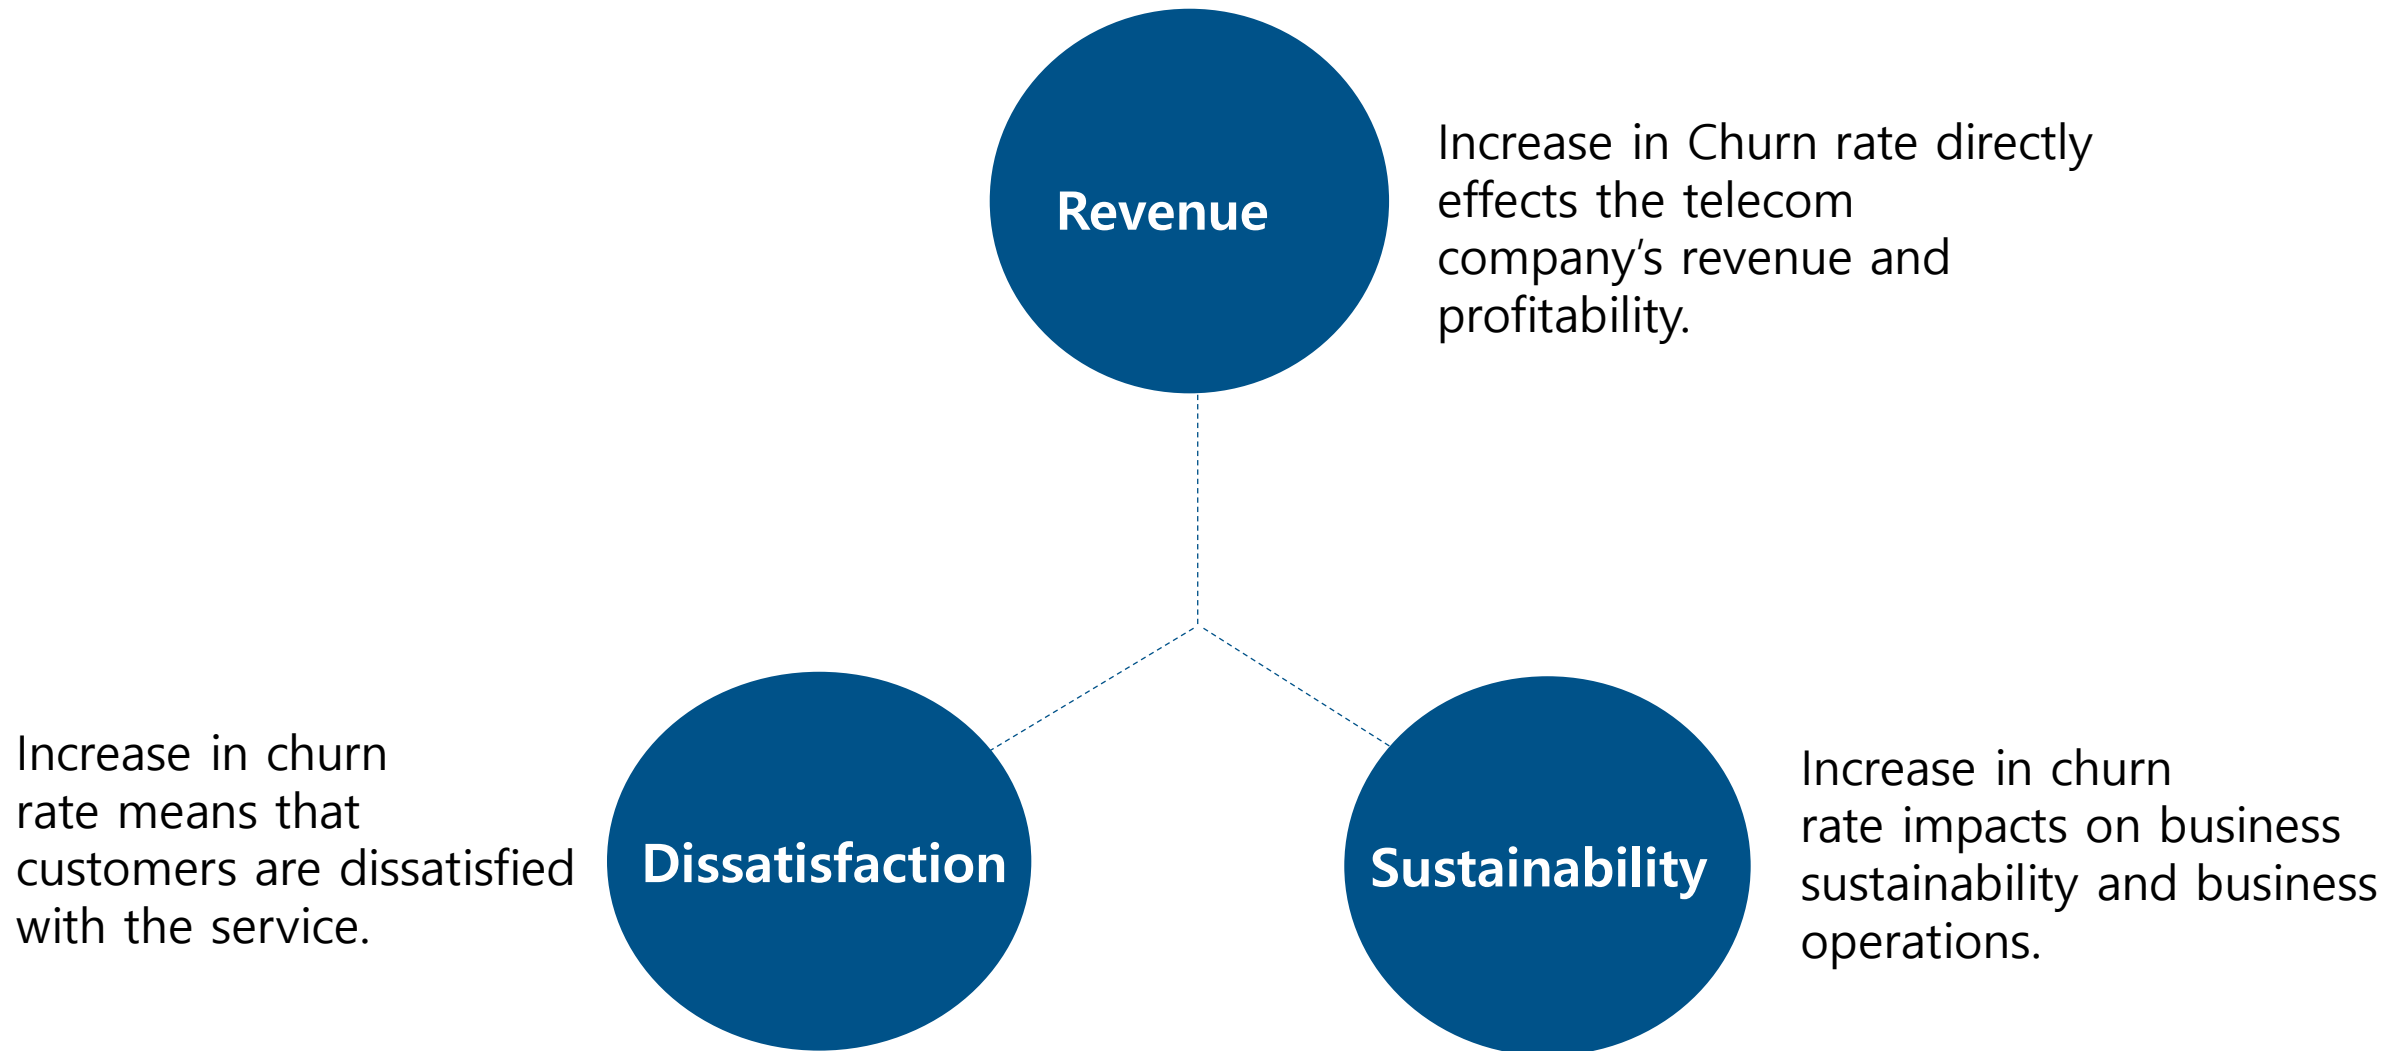 Revenue
Increase in Churn rate directly
effects the telecom
company’s revenue and
profitability.
Increase in churn
rate means that
customers are dissatisfied
with the service.
Dissatisfaction
Sustainability
Increase in churn
rate impacts on business
sustainability and business
operations.